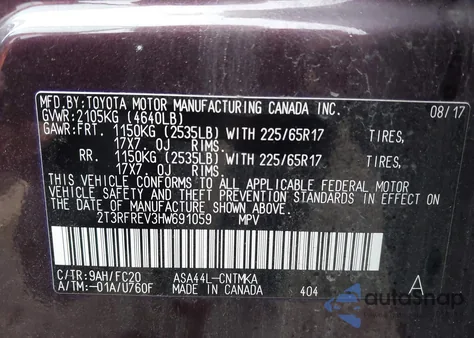 MFD.BY:TOYOTA MOTOR MANUFACTURING CANADA INC. 08/17
GVWR:2105KG (4640LB)
GAWR:FRT. 1150KG (2535LB) WITH 225/65R17 TIRES,
17X7.0J RIMS.
RR. 1150KG (2535LB) WITH 225/65R17 TIRES,
17X7.0J RIMS.
THIS VEHICLE CONFORMS TO ALL APPLICABLE FEDERAL MOTOR
VEHICLE SAFETY AND THEFT PREVENTION STANDARDS IN EFFECT ON
THE DATE OF MANUFACTURE SHOWN ABOVE.
2T3RFREV3HW691059 MPV
C/TR:9AH/FC20 ASA44L-CNTMKA A
A/TM:-01A/U760F MADE IN CANADA 404
autoSnap